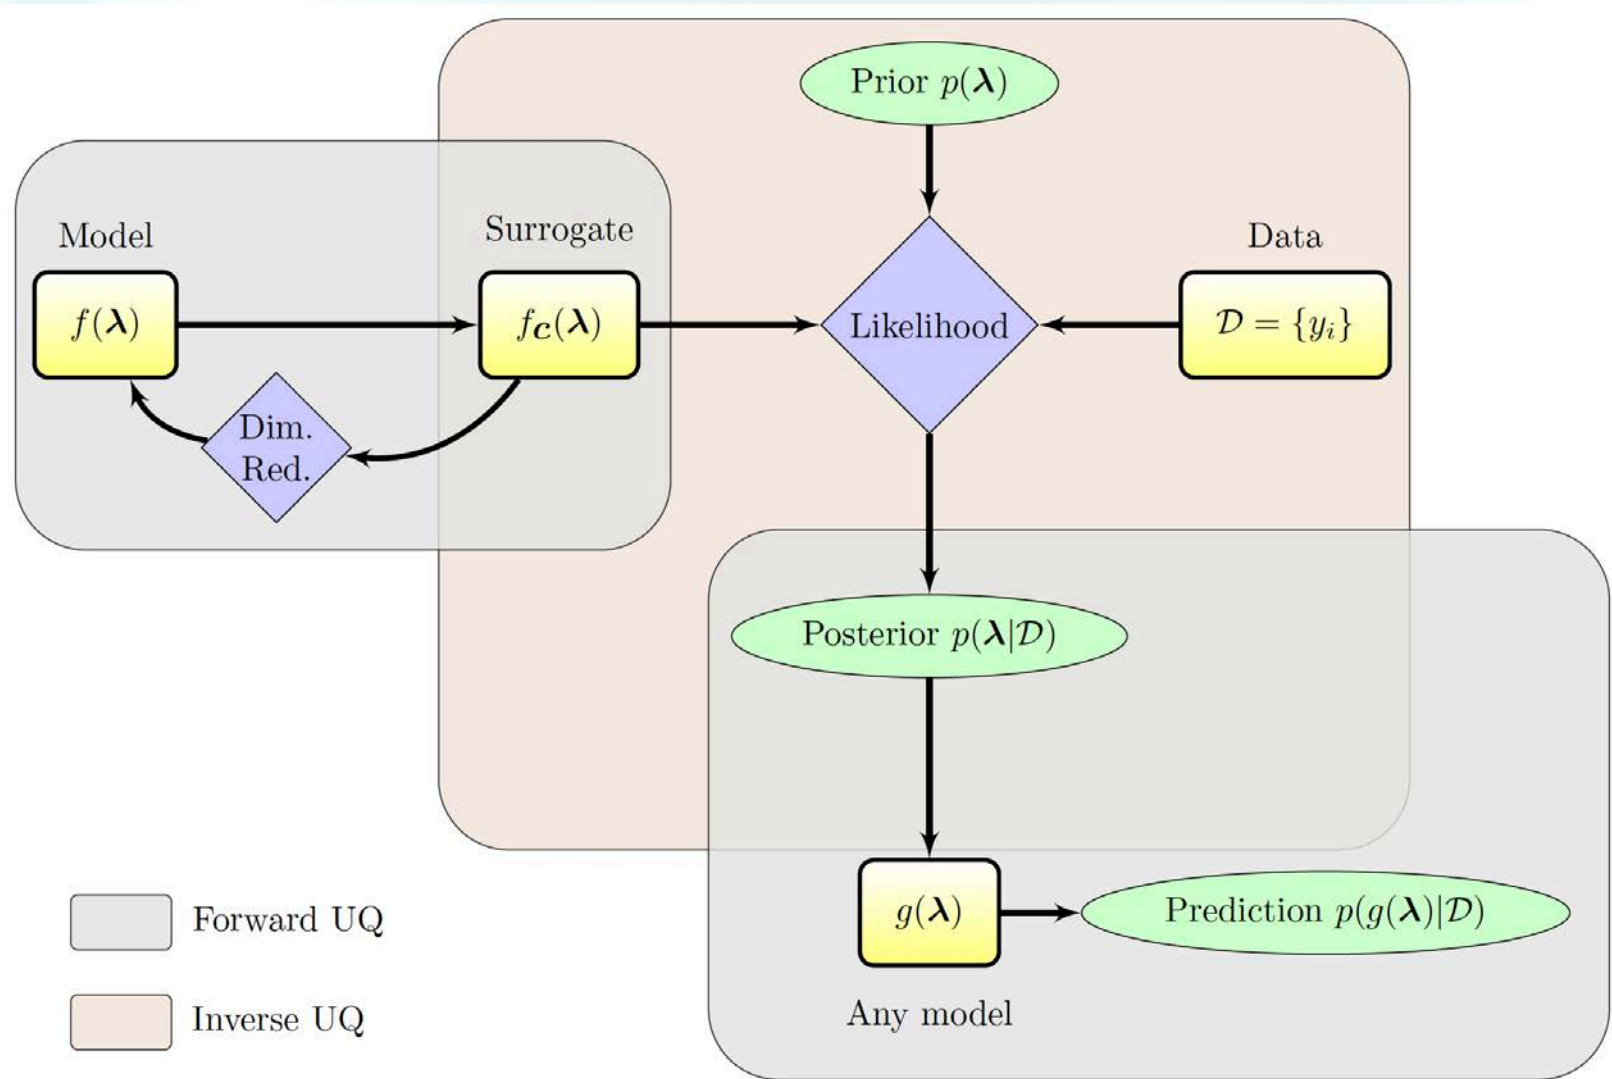 Prior p(λ)
Model
Surrogate
Data
f(λ)
f_C(λ)
Likelihood
𝒟 = {y_i}
Dim.
Red.
Posterior p(λ|𝒟)
g(λ)
Prediction p(g(λ)|𝒟)
Any model
Forward UQ
Inverse UQ